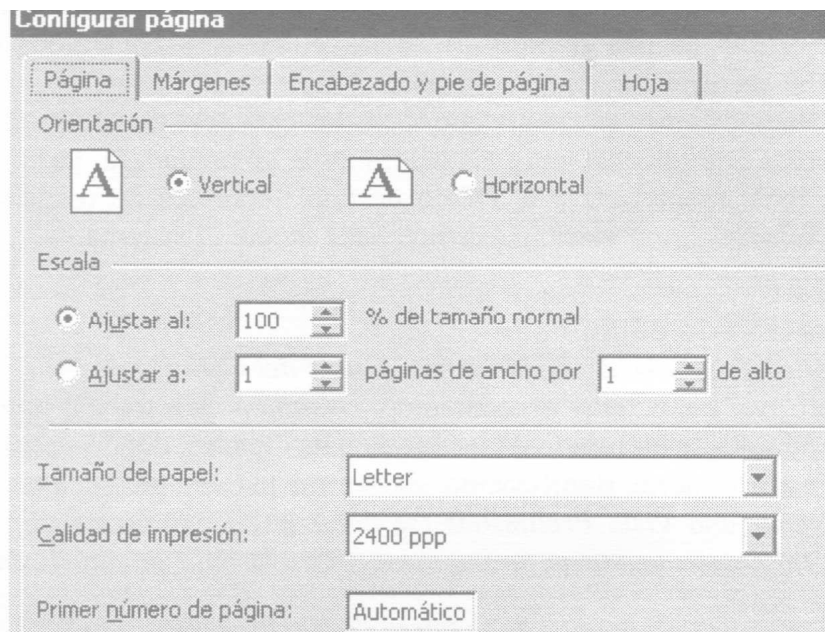 Configurar página
Página Márgenes Encabezado y pie de página Hoja
Orientación
A Vertical A Horizontal
Escala
Ajustar al: 100 % del tamaño normal
Ajustar a: 1 páginas de ancho por 1 de alto
Tamaño del papel: Letter
Calidad de impresión: 2400 ppp
Primer número de página: Automático